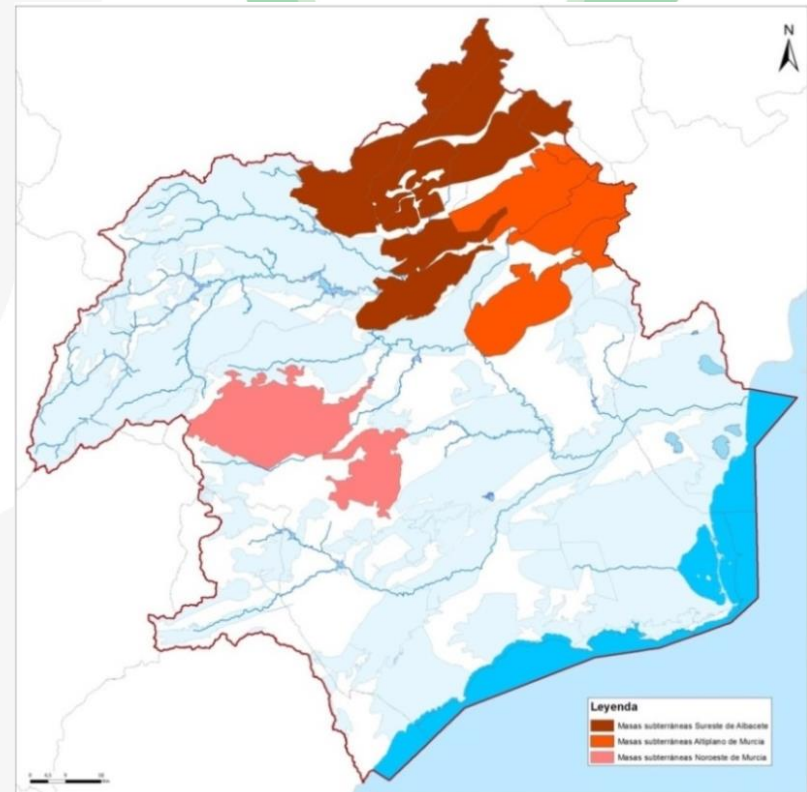 N
Leyenda
Masas subterráneas Sureste de Albacete
Masas subterráneas Altiplano de Murcia
Masas subterráneas Noroeste de Murcia